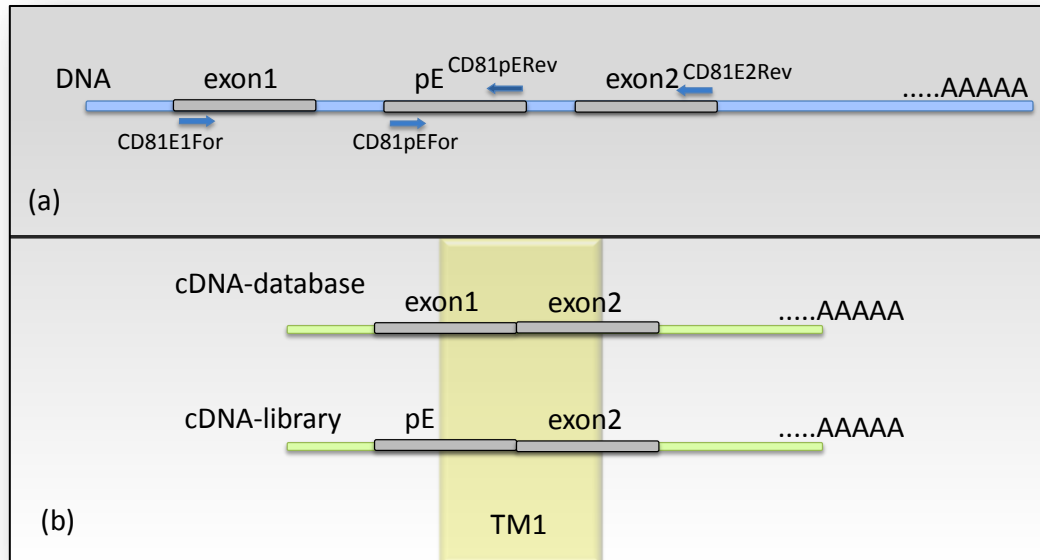 DNA
exon1
pE
CD81pERev
exon2
CD81E2Rev
.....AAAAA
CD81E1For
CD81pEFor
(a)
cDNA-database
exon1
exon2
.....AAAAA
cDNA-library
pE
exon2
.....AAAAA
(b)
TM1